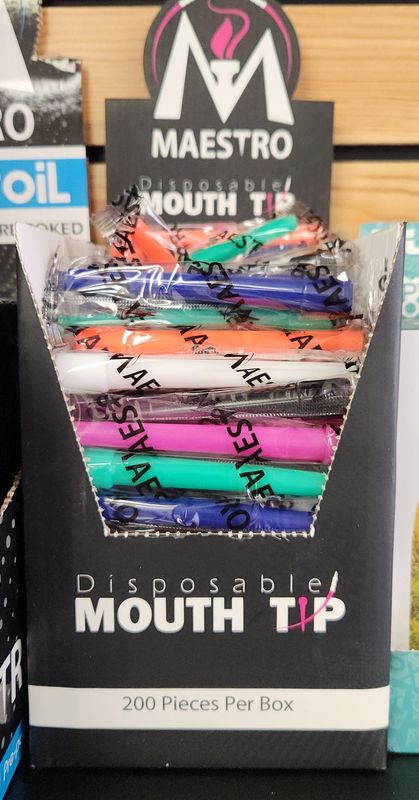 M
MAESTRO
Disposable
MOUTH TIP
RO
OIL
Disposable
MOUTH TIP
200 Pieces Per Box